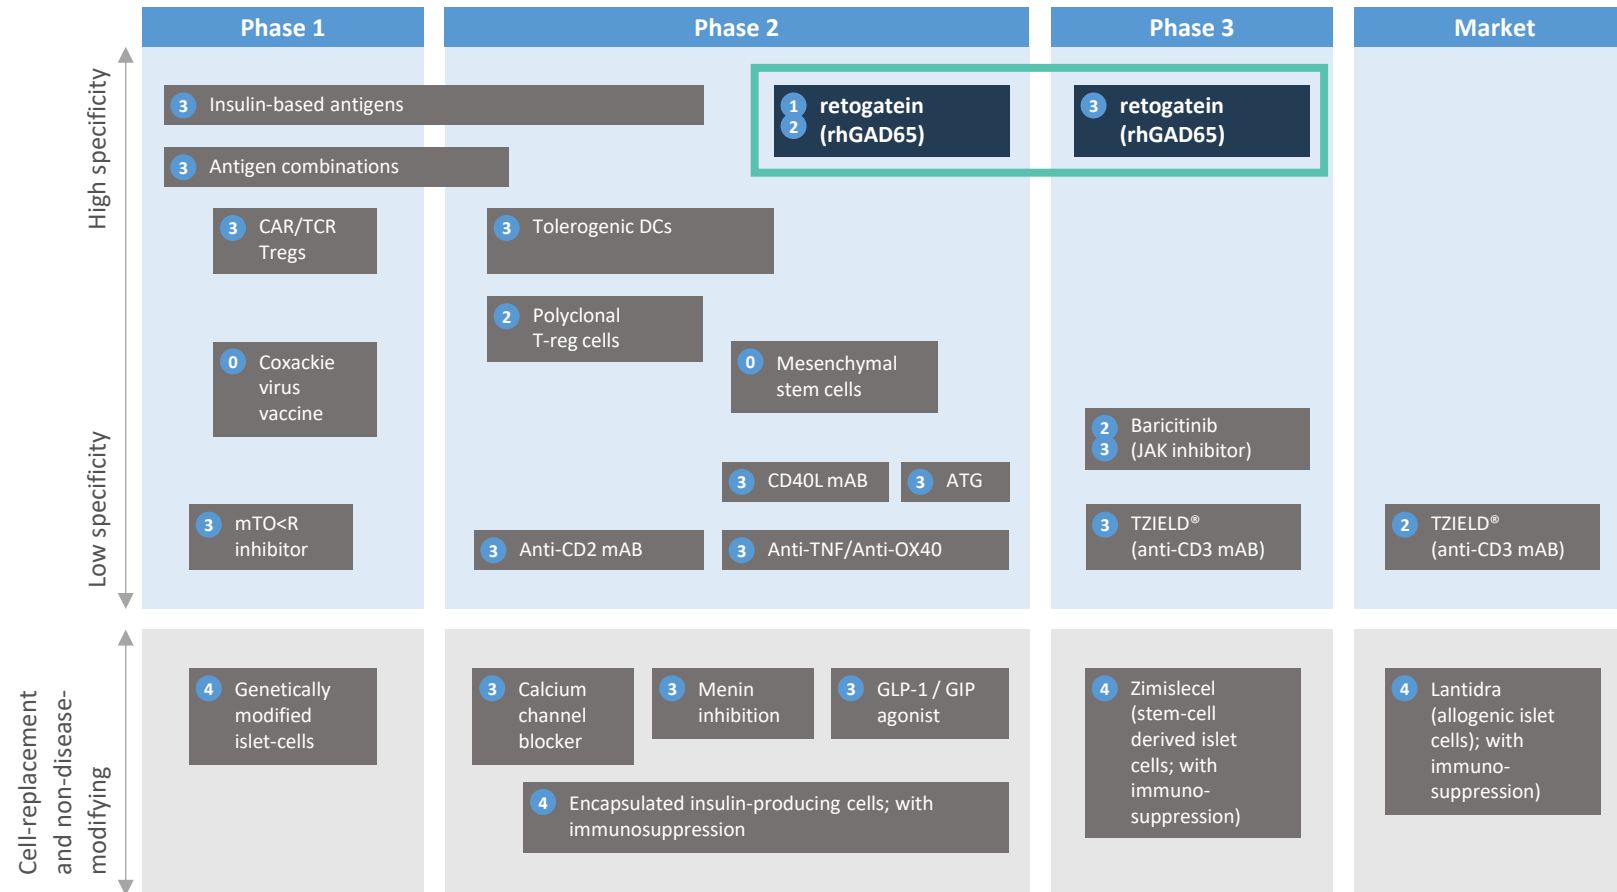 Phase 1
Phase 2
Phase 3
Market
High specificity
Low specificity
3 Insulin-based antigens
1
2
retogatein
(rhGAD65)
3 retogatein
(rhGAD65)
3 Antigen combinations
3 CAR/TCR
Tregs
3 Tolerogenic DCs
2 Polyclonal
T-reg cells
0 Coxackie
virus
vaccine
0 Mesenchymal
stem cells
2
3
Baricitinib
(JAK inhibitor)
3 CD40L mAB
3 ATG
3 mTO<R
inhibitor
3 Anti-CD2 mAB
3 Anti-TNF/Anti-OX40
3 TZIELD®
(anti-CD3 mAB)
2 TZIELD®
(anti-CD3 mAB)
Cell-replacement
and non-disease-
modifying
4 Genetically
modified
islet-cells
3 Calcium
channel
blocker
3 Menin
inhibition
3 GLP-1 / GIP
agonist
4 Encapsulated insulin-producing cells; with
immunosuppression
4 Zimislecel
(stem-cell
derived islet
cells; with
immuno-
suppression)
4 Lantidra
(allogenic islet
cells); with
immuno-
suppression)